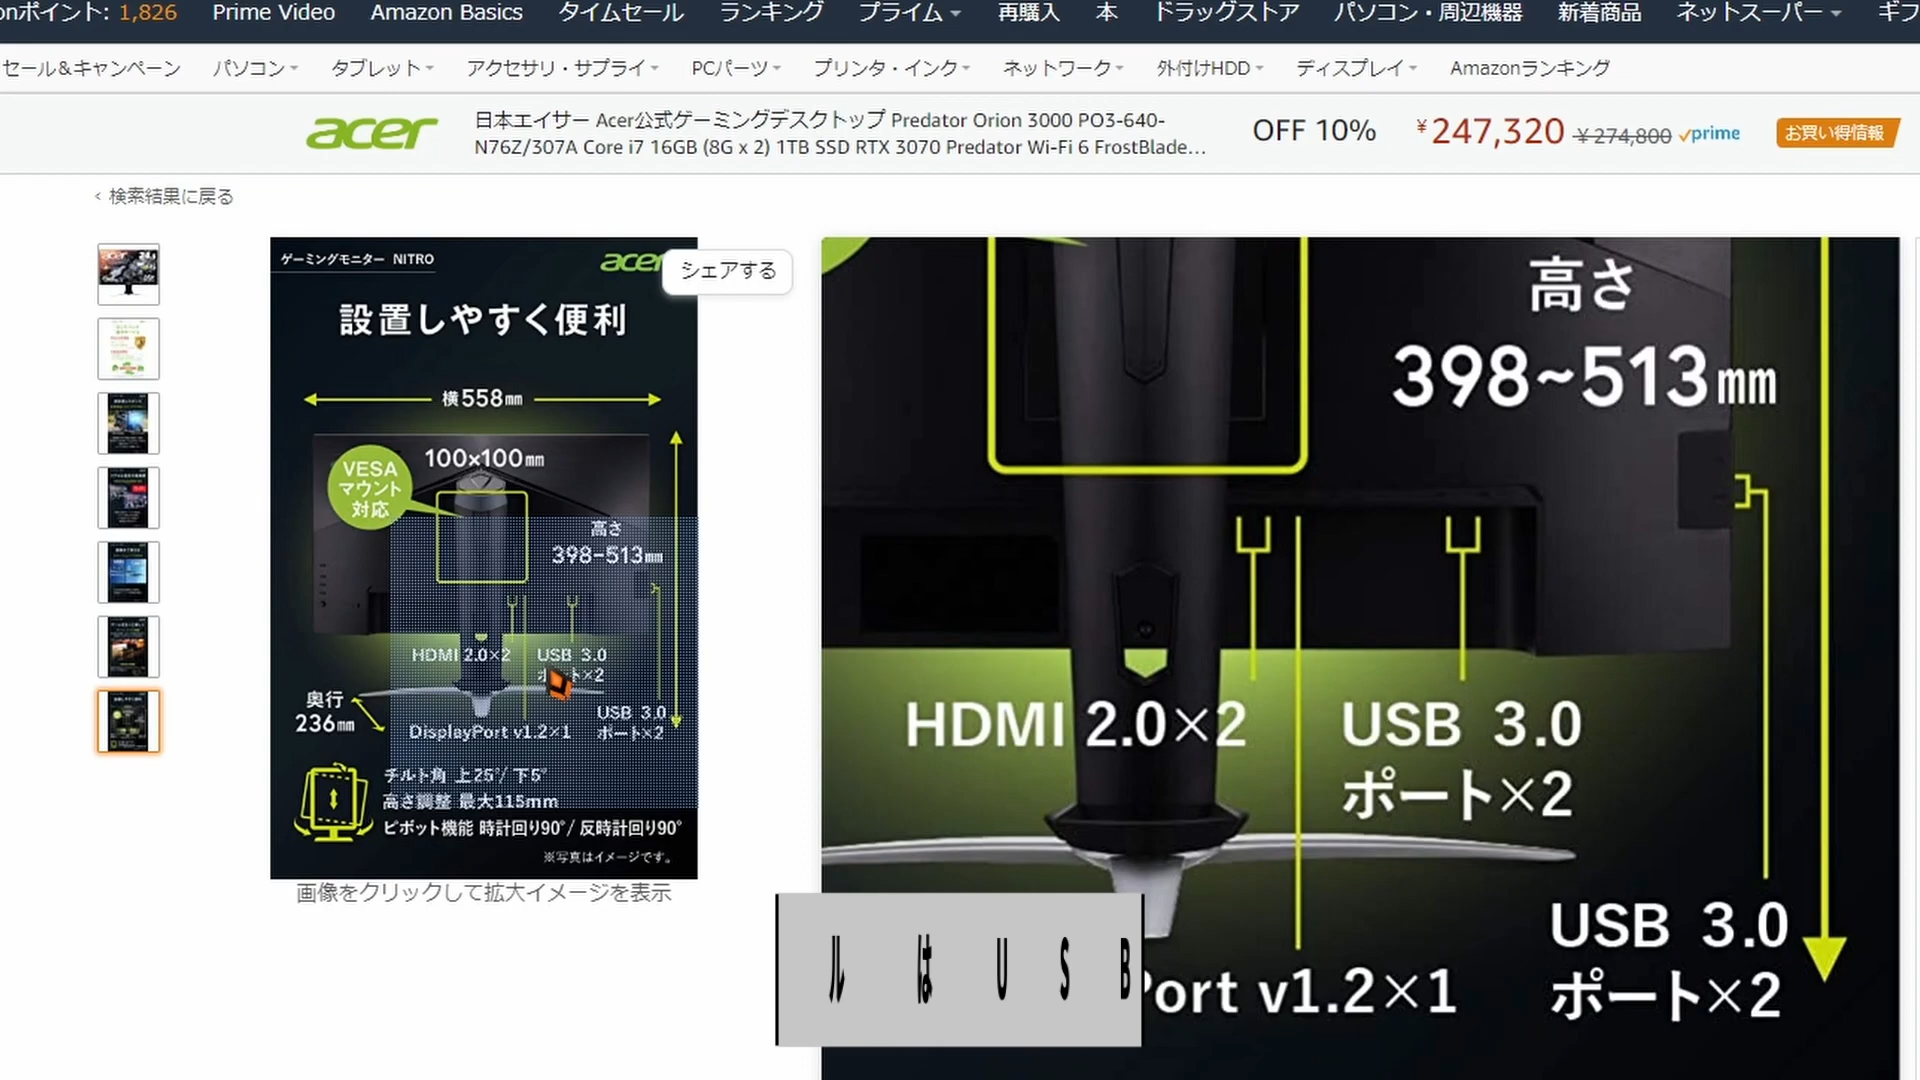 onポイント: 1,826 Prime Video Amazon Basics タイムセール ランキング プライム 再購入 本 ドラッグストア パソコン・周辺機器 新着商品 ネットスーパー ギフ
セール&キャンペーン パソコン タブレット アクセサリ・サプライ PCパーツ プリンタ・インク ネットワーク 外付けHDD ディスプレイ Amazonランキング
acer
日本エイサー Acer公式ゲーミングデスクトップ Predator Orion 3000 PO3-640-
N76Z/307A Core i7 16GB (8G x 2) 1TB SSD RTX 3070 Predator Wi-Fi 6 FrostBlade...
OFF 10% ¥247,320 ¥274,800 prime お買い得情報
‹ 検索結果に戻る
ゲーミングモニター NITRO
acer
シェアする
設置しやすく便利
横558mm
100×100mm
VESA
マウント
対応
高さ
398~513mm
HDMI 2.0×2
USB 3.0
ポート×2
奥行
236mm
DisplayPort v1.2×1
USB 3.0
ポート×2
チルト角 上25°/ 下5°
高さ調整 最大115mm
ピボット機能 時計回り90°/ 反時計回り90°
※写真はイメージです。
画像をクリックして拡大イメージを表示
高さ
398~513mm
HDMI 2.0×2
USB 3.0
ポート×2
Port v1.2×1
USB 3.0
ポート×2
ルはUSB